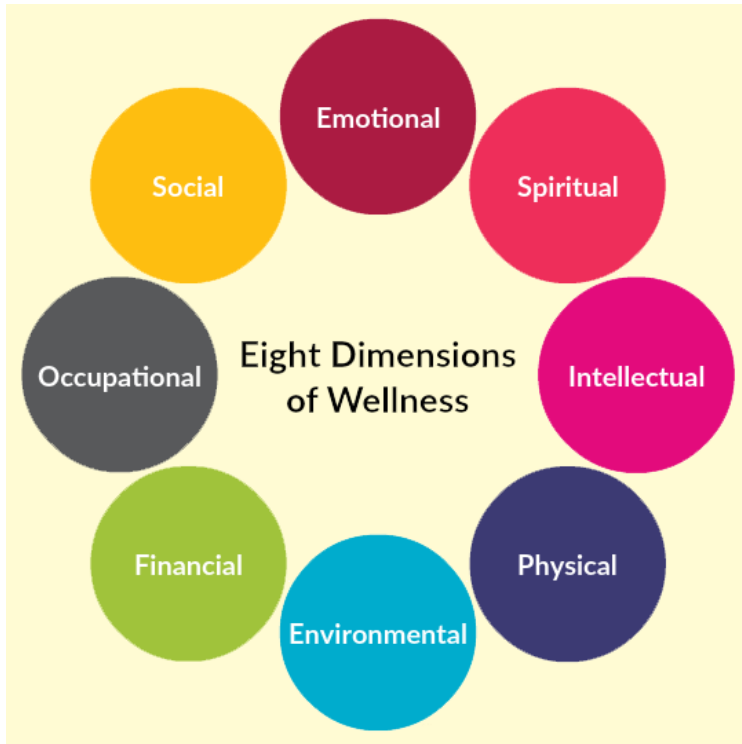 Emotional
Social
Spiritual
Eight Dimensions
of Wellness
Occupational
Intellectual
Financial
Physical
Environmental